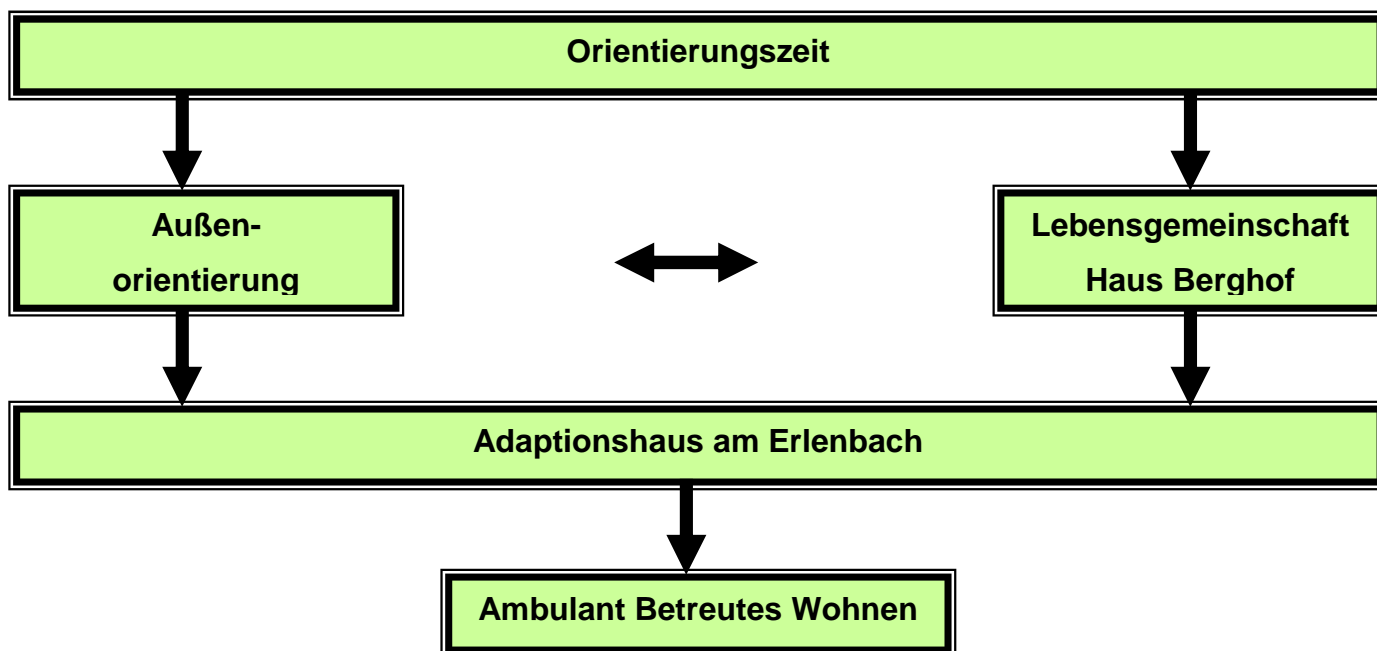 Orientierungszeit
Außen-
orientierung
Lebensgemeinschaft
Haus Berghof
Adaptionshaus am Erlenbach
Ambulant Betreutes Wohnen